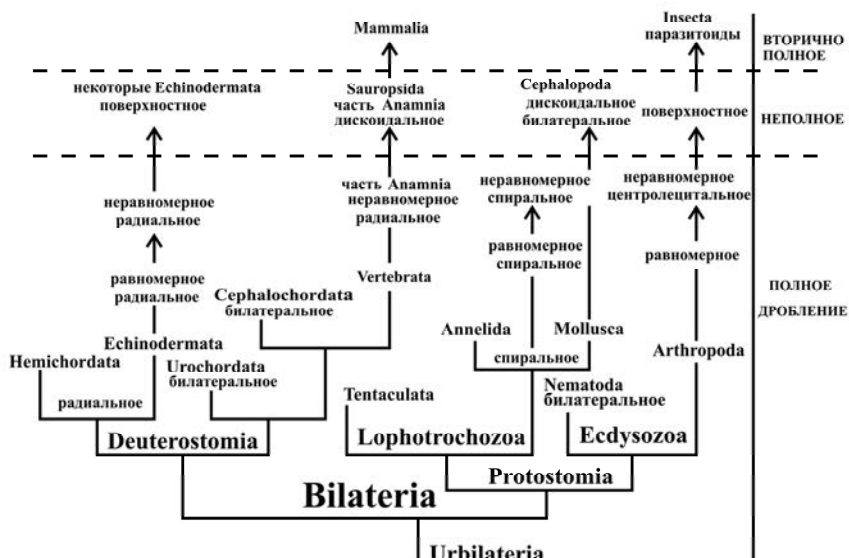 Insecta
паразитоиды
Mammalia
ВТОРИЧНО
ПОЛНОЕ
некоторые Echinodermata
поверхностное
Sauropsida
часть Anamnia
дискоидальное
Cephalopoda
дискоидальное
билатеральное
поверхностное
НЕПОЛНОЕ
неравномерное
радиальное
часть Anamnia
неравномерное
радиальное
неравномерное
спиральное
неравномерное
центролецитальное
равномерное
радиальное
Vertebrata
равномерное
спиральное
равномерное
ПОЛНОЕ
ДРОБЛЕНИЕ
Cephalochordata
билатеральное
Echinodermata
Annelida
Mollusca
Arthropoda
Hemichordata
Urochordata
билатеральное
спиральное
радиальное
Tentaculata
Nematoda
билатеральное
Deuterostomia
Lophotrochozoa
Ecdysozoa
Protostomia
Bilateria
Urbilateria